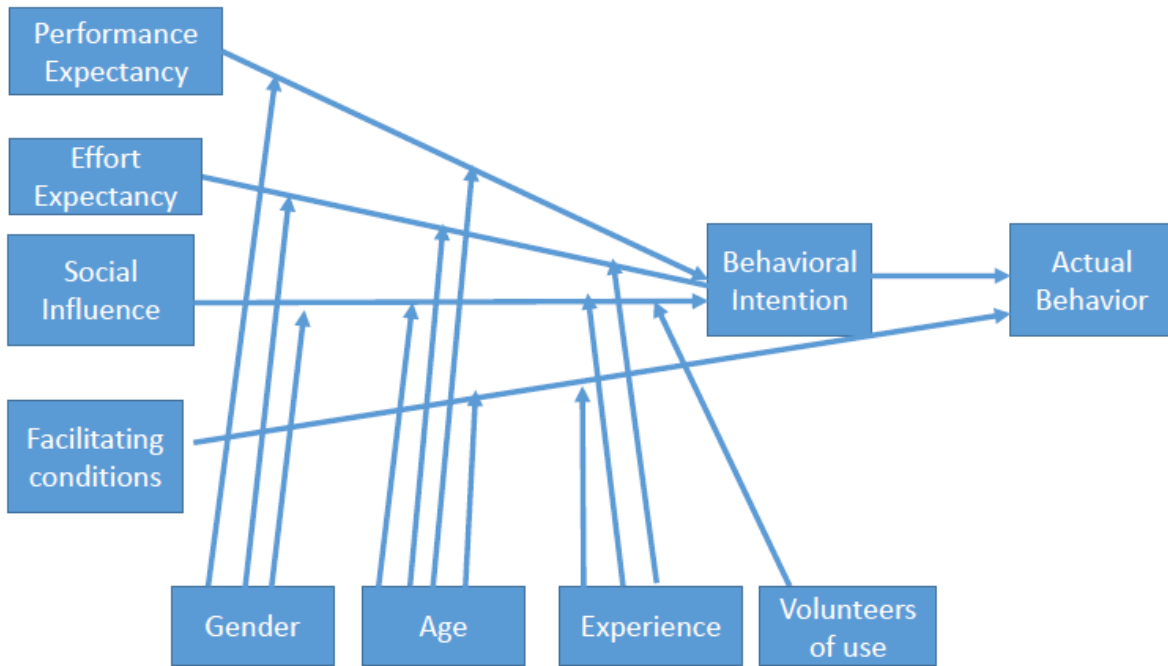 Performance
Expectancy
Effort
Expectancy
Social
Influence
Behavioral
Intention
Actual
Behavior
Facilitating
conditions
Gender
Age
Experience
Volunteers
of use